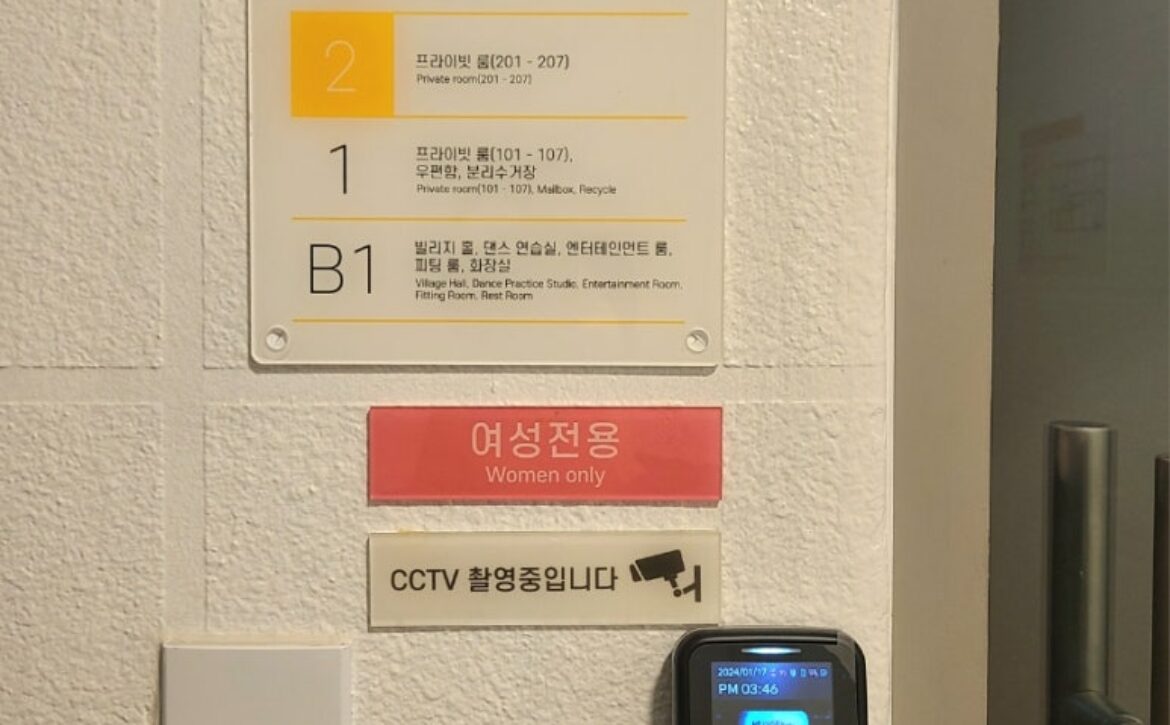 2
프라이빗 룸(201 - 207)
Private room(201 - 207)
1
프라이빗 룸(101 - 107),
우편함, 분리수거장
Private room(101 - 107), Mailbox, Recycle
B1
빌리지 홀, 댄스 연습실, 엔터테인먼트 룸,
피팅 룸, 화장실
Village Hall, Dance Practice Studio, Entertainment Room,
Fitting Room, Rest Room
여성전용
Women only
CCTV 촬영중입니다
2024/01/17
PM 03:46